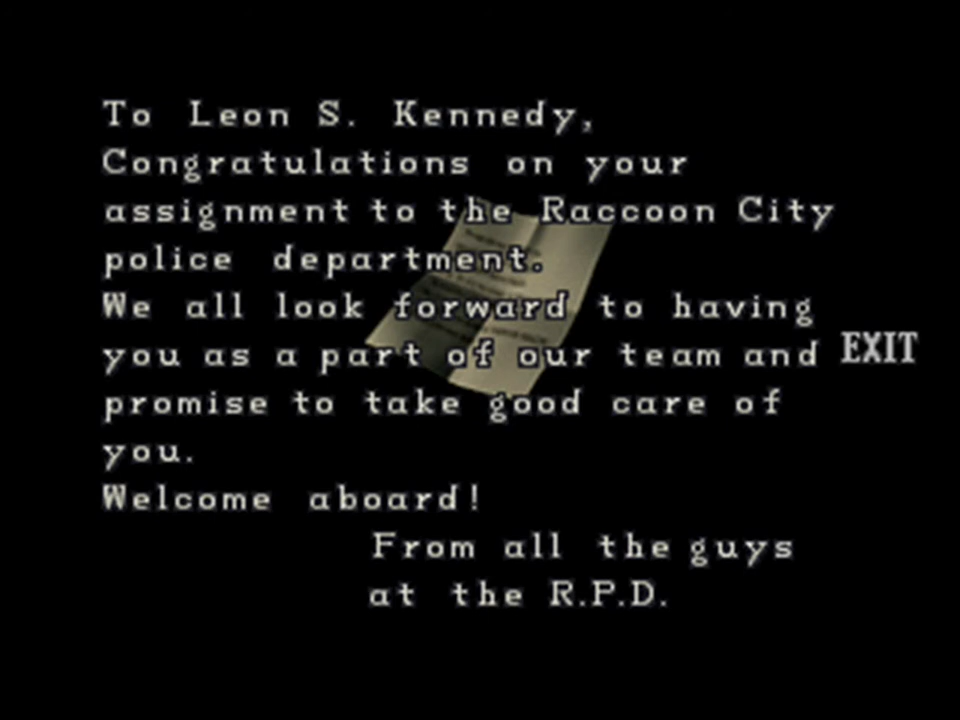 To Leon S. Kennedy,
Congratulations on your
assignment to the Raccoon City
police department.
We all look forward to having
you as a part of our team and
EXIT
promise to take good care of
you.
Welcome aboard!
From all the guys
at the R.P.D.